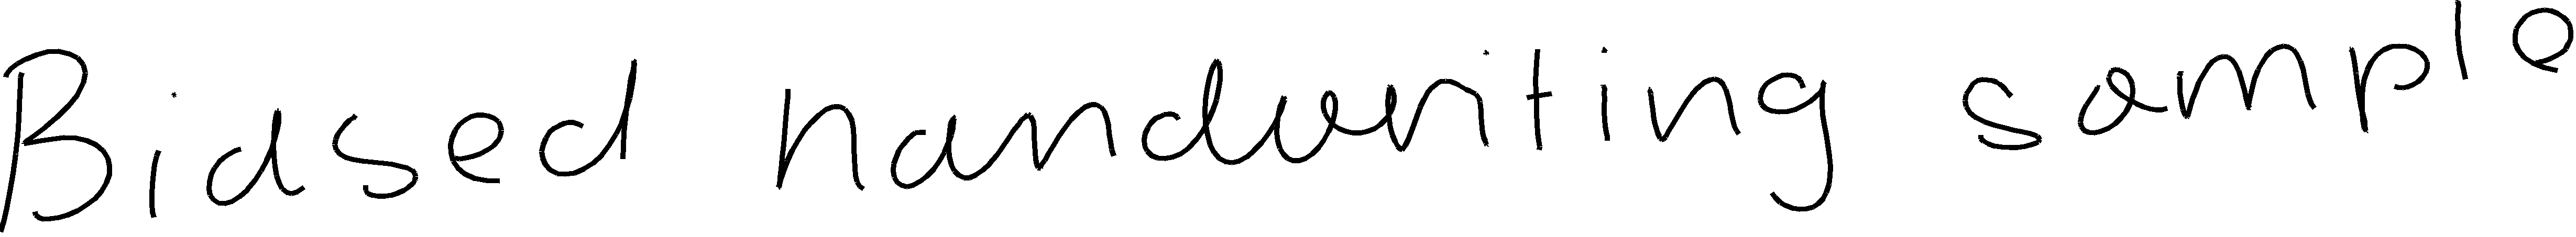 Biased handwriting sample